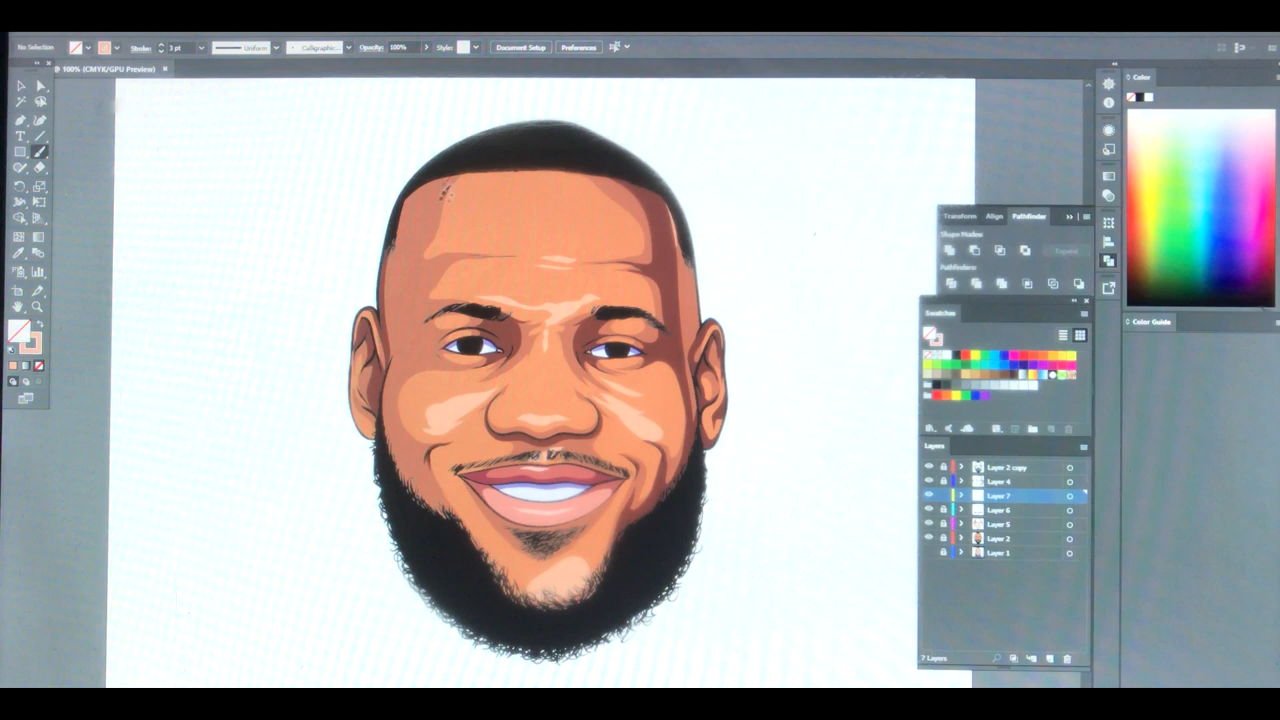 No Selection Stroke: 3 pt Uniform Calligraphic... Opacity: 100% Style: Document Setup Preferences
@ 100% (CMYK/GPU Preview) ×
Color
Transform Align Pathfinder
Shape Modes:
Expand
Pathfinders:
Swatches
Color Guide
Layers
Layer 2 copy
Layer 4
Layer 7
Layer 6
Layer 5
Layer 2
Layer 1
7 Layers